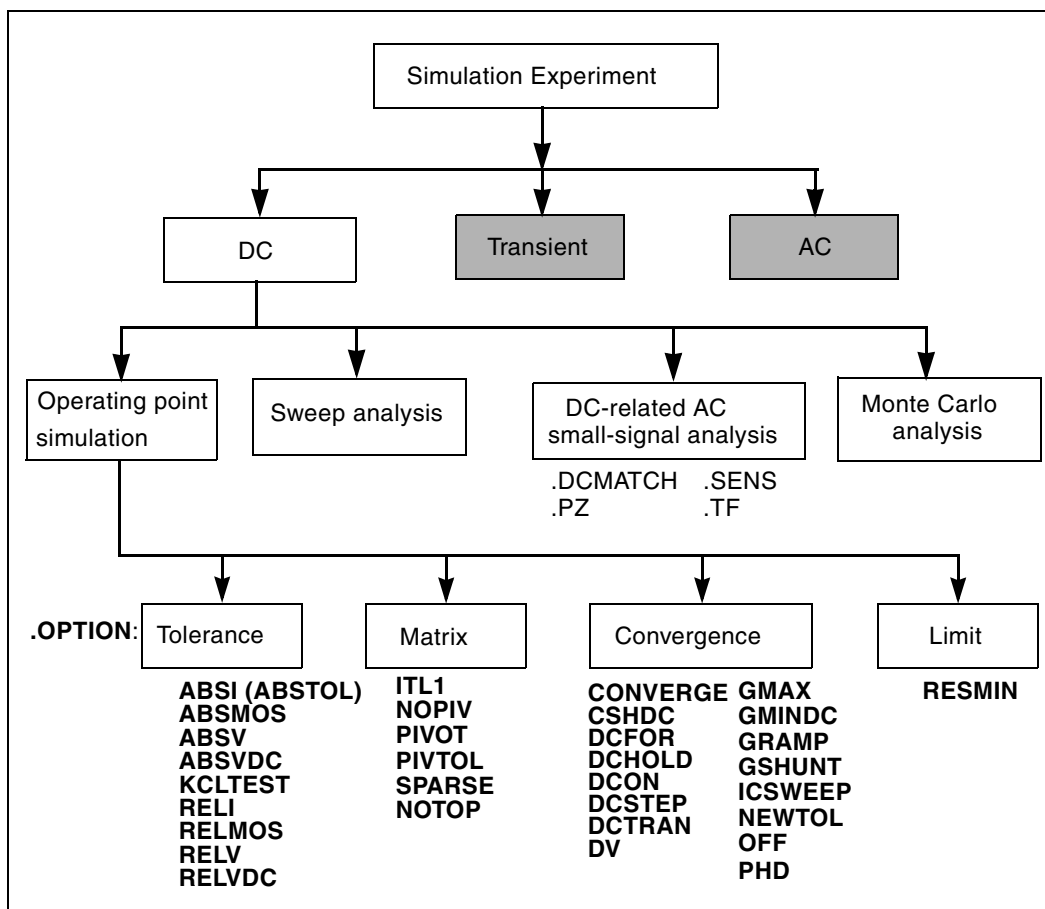 Simulation Experiment
DC
Transient
AC
Operating point
simulation
Sweep analysis
DC-related AC
small-signal analysis
Monte Carlo
analysis
.DCMATCH .SENS
.PZ .TF
.OPTION:
Tolerance
Matrix
Convergence
Limit
ABSI (ABSTOL)
ABSMOS
ABSV
ABSVDC
KCLTEST
RELI
RELMOS
RELV
RELVDC
ITL1
NOPIV
PIVOT
PIVTOL
SPARSE
NOTOP
CONVERGE
CSHDC
DCFOR
DCHOLD
DCON
DCSTEP
DCTRAN
DV
GMAX
GMINDC
GRAMP
GSHUNT
ICSWEEP
NEWTOL
OFF
PHD
RESMIN